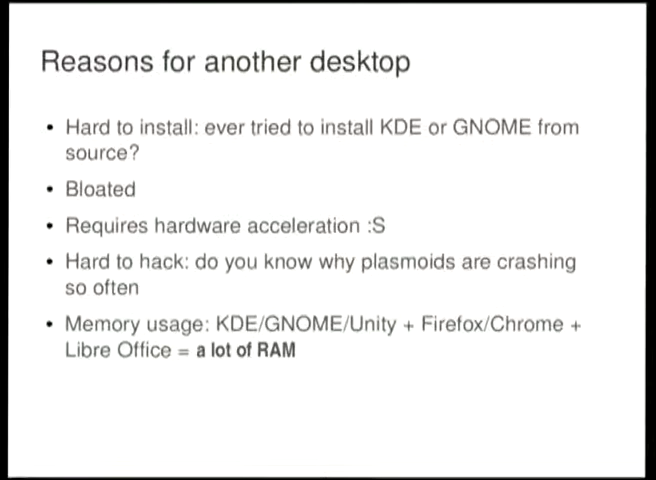 Reasons for another desktop
• Hard to install: ever tried to install KDE or GNOME from
source?
• Bloated
• Requires hardware acceleration :S
• Hard to hack: do you know why plasmoids are crashing
so often
• Memory usage: KDE/GNOME/Unity + Firefox/Chrome +
Libre Office = a lot of RAM